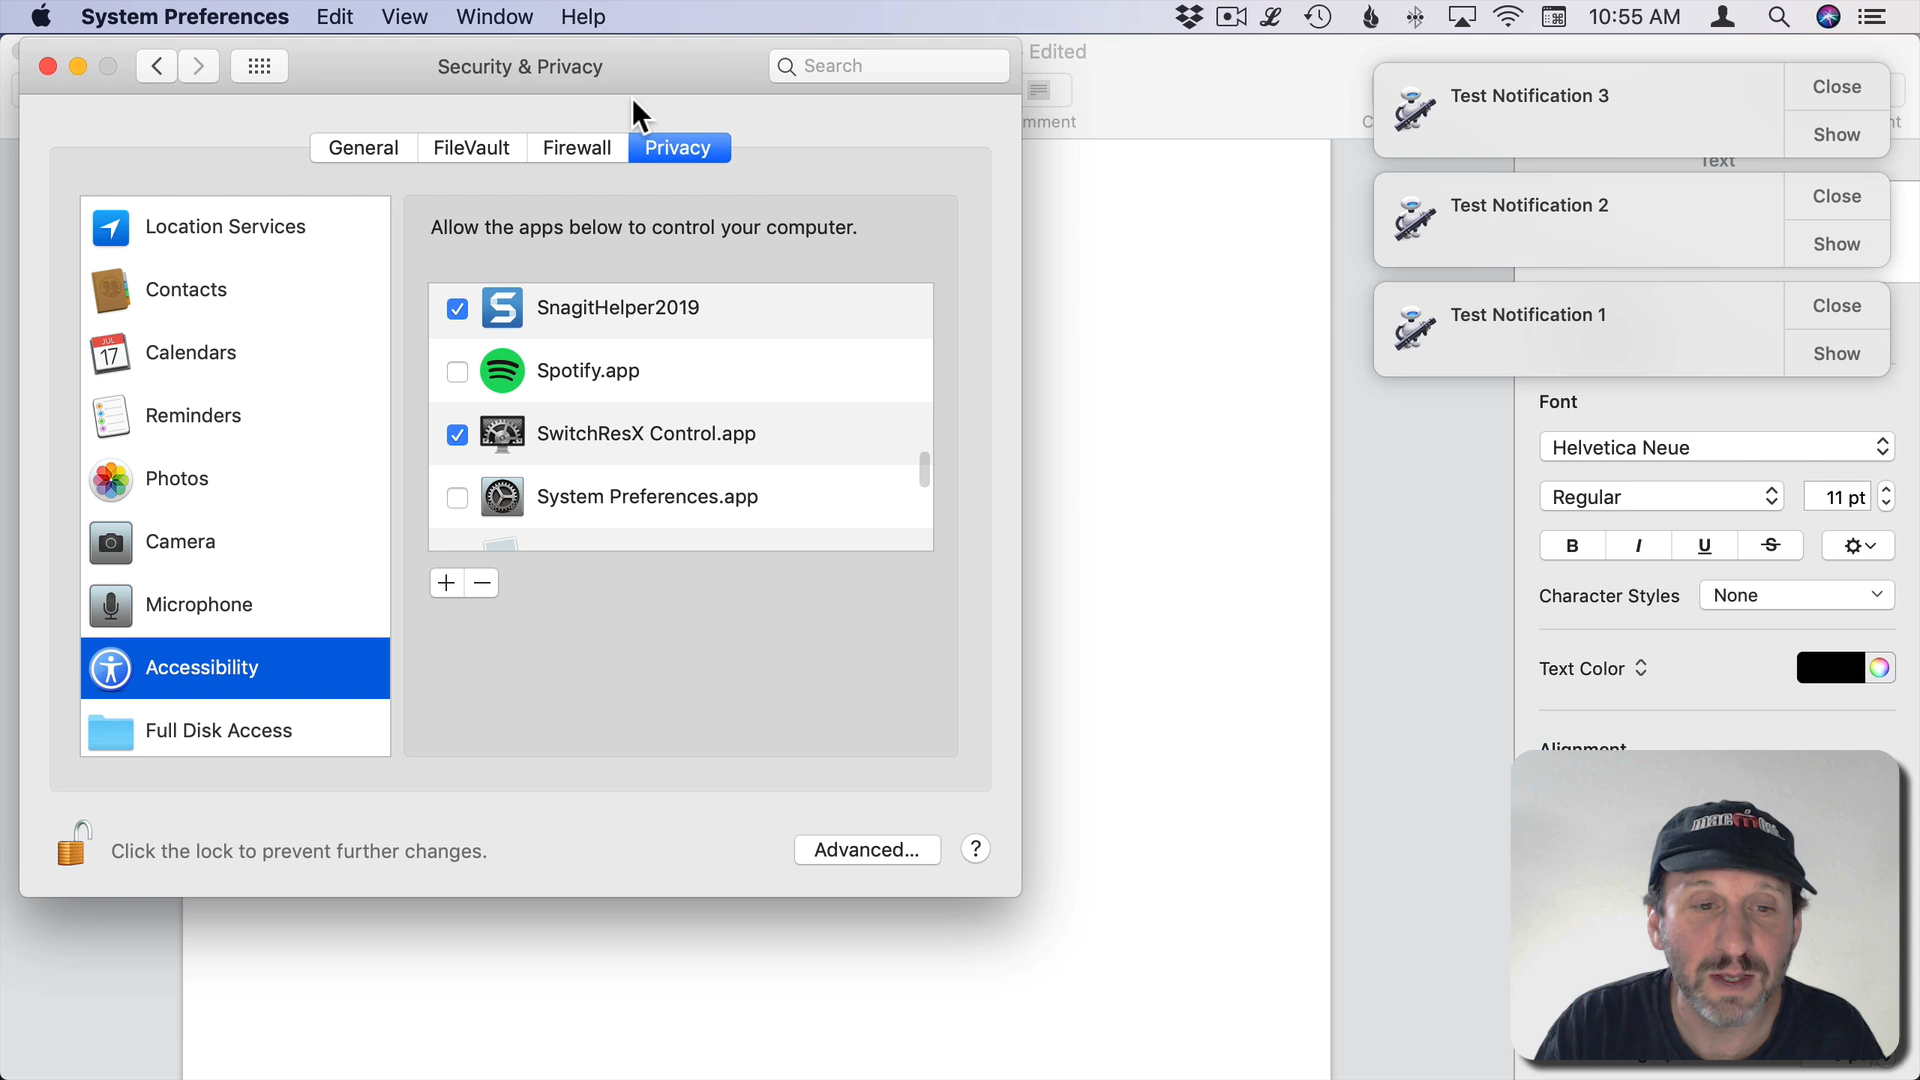 System Preferences Edit View Window Help
10:55 AM
Security & Privacy
Search
Edited
General FileVault Firewall Privacy
Location Services
Contacts
JUL
17
Calendars
Reminders
Photos
Camera
Microphone
Accessibility
Full Disk Access
Allow the apps below to control your computer.
SnagitHelper2019
Spotify.app
SwitchResX Control.app
System Preferences.app
Click the lock to prevent further changes.
Advanced...
?
mment
Test Notification 3
Close
Show
Text
Test Notification 2
Close
Show
Test Notification 1
Close
Show
Font
Helvetica Neue
Regular
11 pt
B I U S
Character Styles
None
Text Color
Alignment